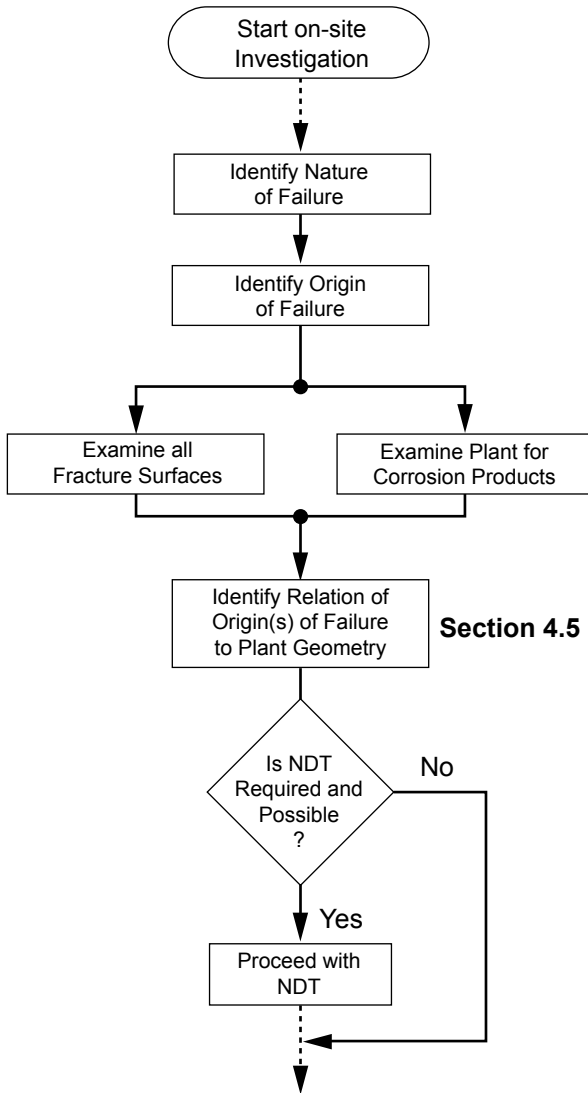 Start on-site
Investigation
Identify Nature
of Failure
Identify Origin
of Failure
Examine all
Fracture Surfaces
Examine Plant for
Corrosion Products
Identify Relation of
Origin(s) of Failure
to Plant Geometry
Section 4.5
Is NDT
Required and
Possible
?
No
Yes
Proceed with
NDT